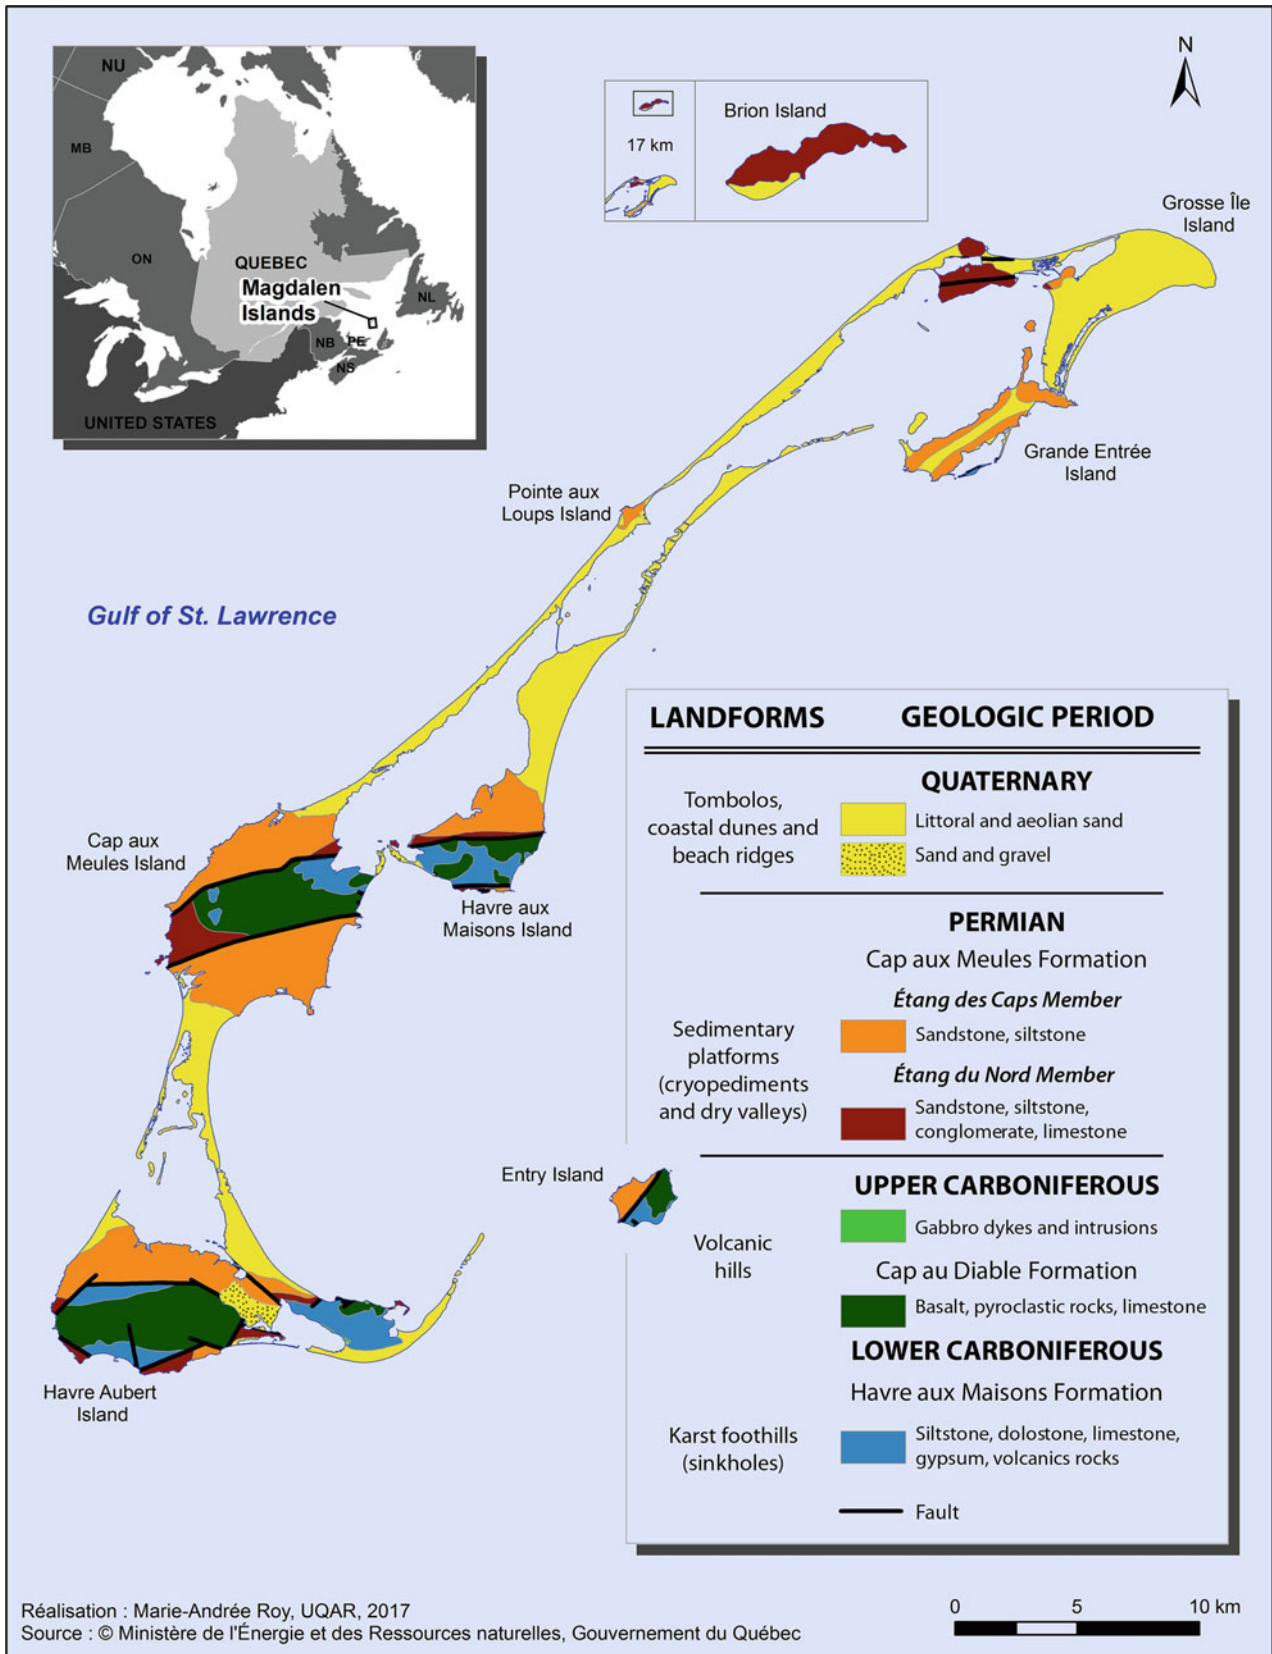 N
NU
MB
ON
QUEBEC
Magdalen
Islands
NL
NB
PE
NS
UNITED STATES
17 km
Brion Island
Grosse Île
Island
Grande Entrée
Island
Pointe aux
Loups Island
Gulf of St. Lawrence
Cap aux
Meules Island
Havre aux
Maisons Island
Entry Island
Havre Aubert
Island
LANDFORMS
GEOLOGIC PERIOD
QUATERNARY
Tombolos,
coastal dunes and
beach ridges
Littoral and aeolian sand
Sand and gravel
PERMIAN
Cap aux Meules Formation
Étang des Caps Member
Sedimentary
platforms
(cryopediments
and dry valleys)
Sandstone, siltstone
Étang du Nord Member
Sandstone, siltstone,
conglomerate, limestone
UPPER CARBONIFEROUS
Volcanic
hills
Gabbro dykes and intrusions
Cap au Diable Formation
Basalt, pyroclastic rocks, limestone
LOWER CARBONIFEROUS
Havre aux Maisons Formation
Karst foothills
(sinkholes)
Siltstone, dolostone, limestone,
gypsum, volcanics rocks
Fault
Réalisation : Marie-Andrée Roy, UQAR, 2017
Source : © Ministère de l'Énergie et des Ressources naturelles, Gouvernement du Québec
0 5 10 km